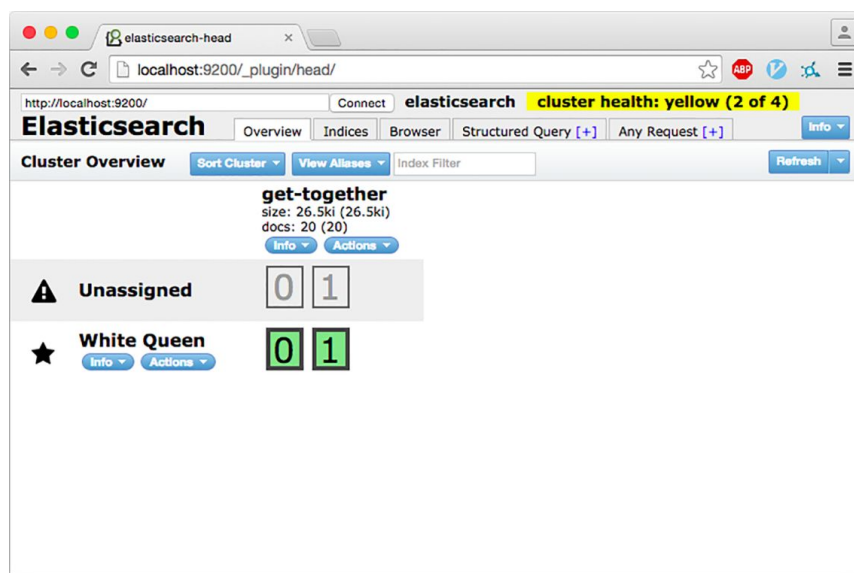 elasticsearch-head
localhost:9200/_plugin/head/
ABP
http://localhost:9200/ Connect elasticsearch cluster health: yellow (2 of 4)
Elasticsearch Overview Indices Browser Structured Query [+] Any Request [+] Info
Cluster Overview Sort Cluster View Aliases Index Filter Refresh
get-together
size: 26.5ki (26.5ki)
docs: 20 (20)
Info Actions
Unassigned 0 1
White Queen 0 1
Info Actions